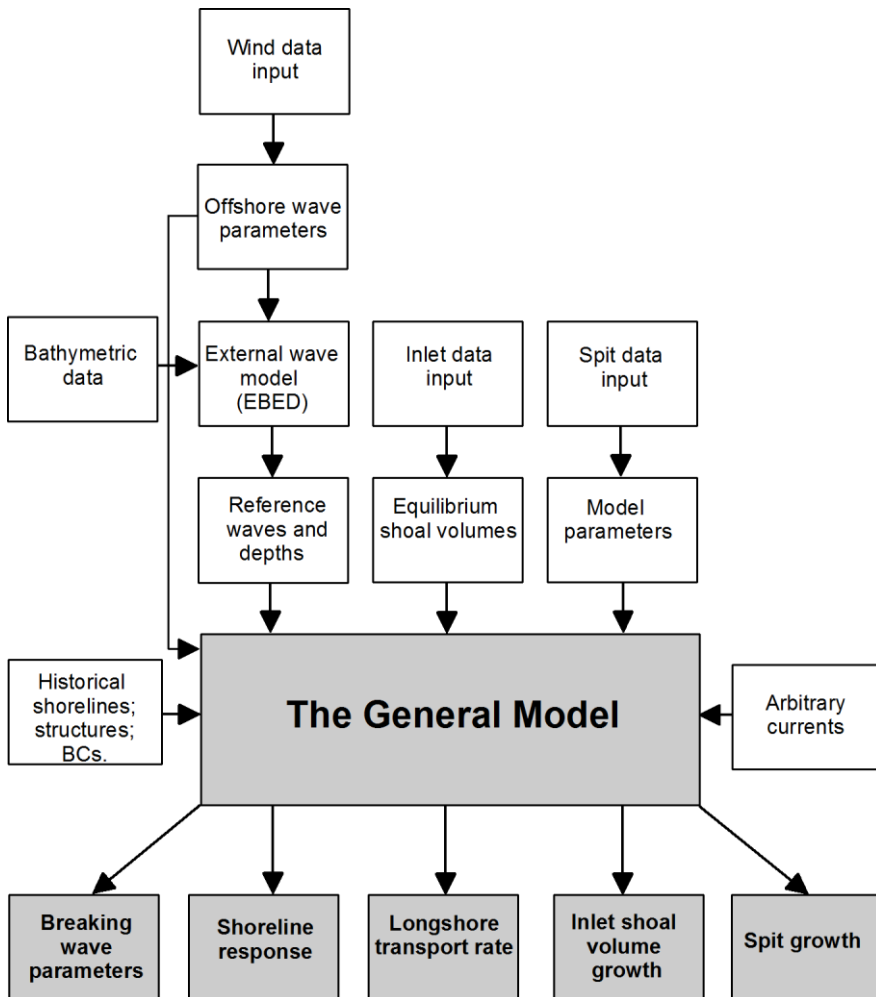 Wind data
input
Offshore wave
parameters
Bathymetric
data
External wave
model
(EBED)
Inlet data
input
Spit data
input
Reference
waves and
depths
Equilibrium
shoal volumes
Model
parameters
Historical
shorelines;
structures;
BCs.
The General Model
Arbitrary
currents
Breaking
wave
parameters
Shoreline
response
Longshore
transport rate
Inlet shoal
volume
growth
Spit growth